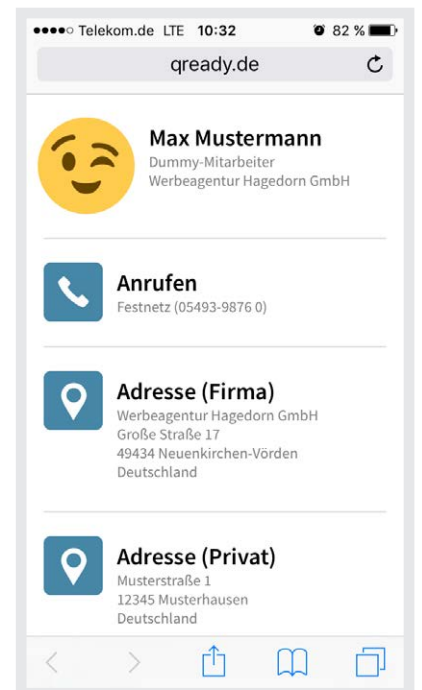 Telekom.de LTE 10:32 82 %
qready.de
Max Mustermann
Dummy-Mitarbeiter
Werbeagentur Hagedorn GmbH
Anrufen
Festnetz (05493-9876 0)
Adresse (Firma)
Werbeagentur Hagedorn GmbH
Große Straße 17
49434 Neuenkirchen-Vörden
Deutschland
Adresse (Privat)
Musterstraße 1
12345 Musterhausen
Deutschland